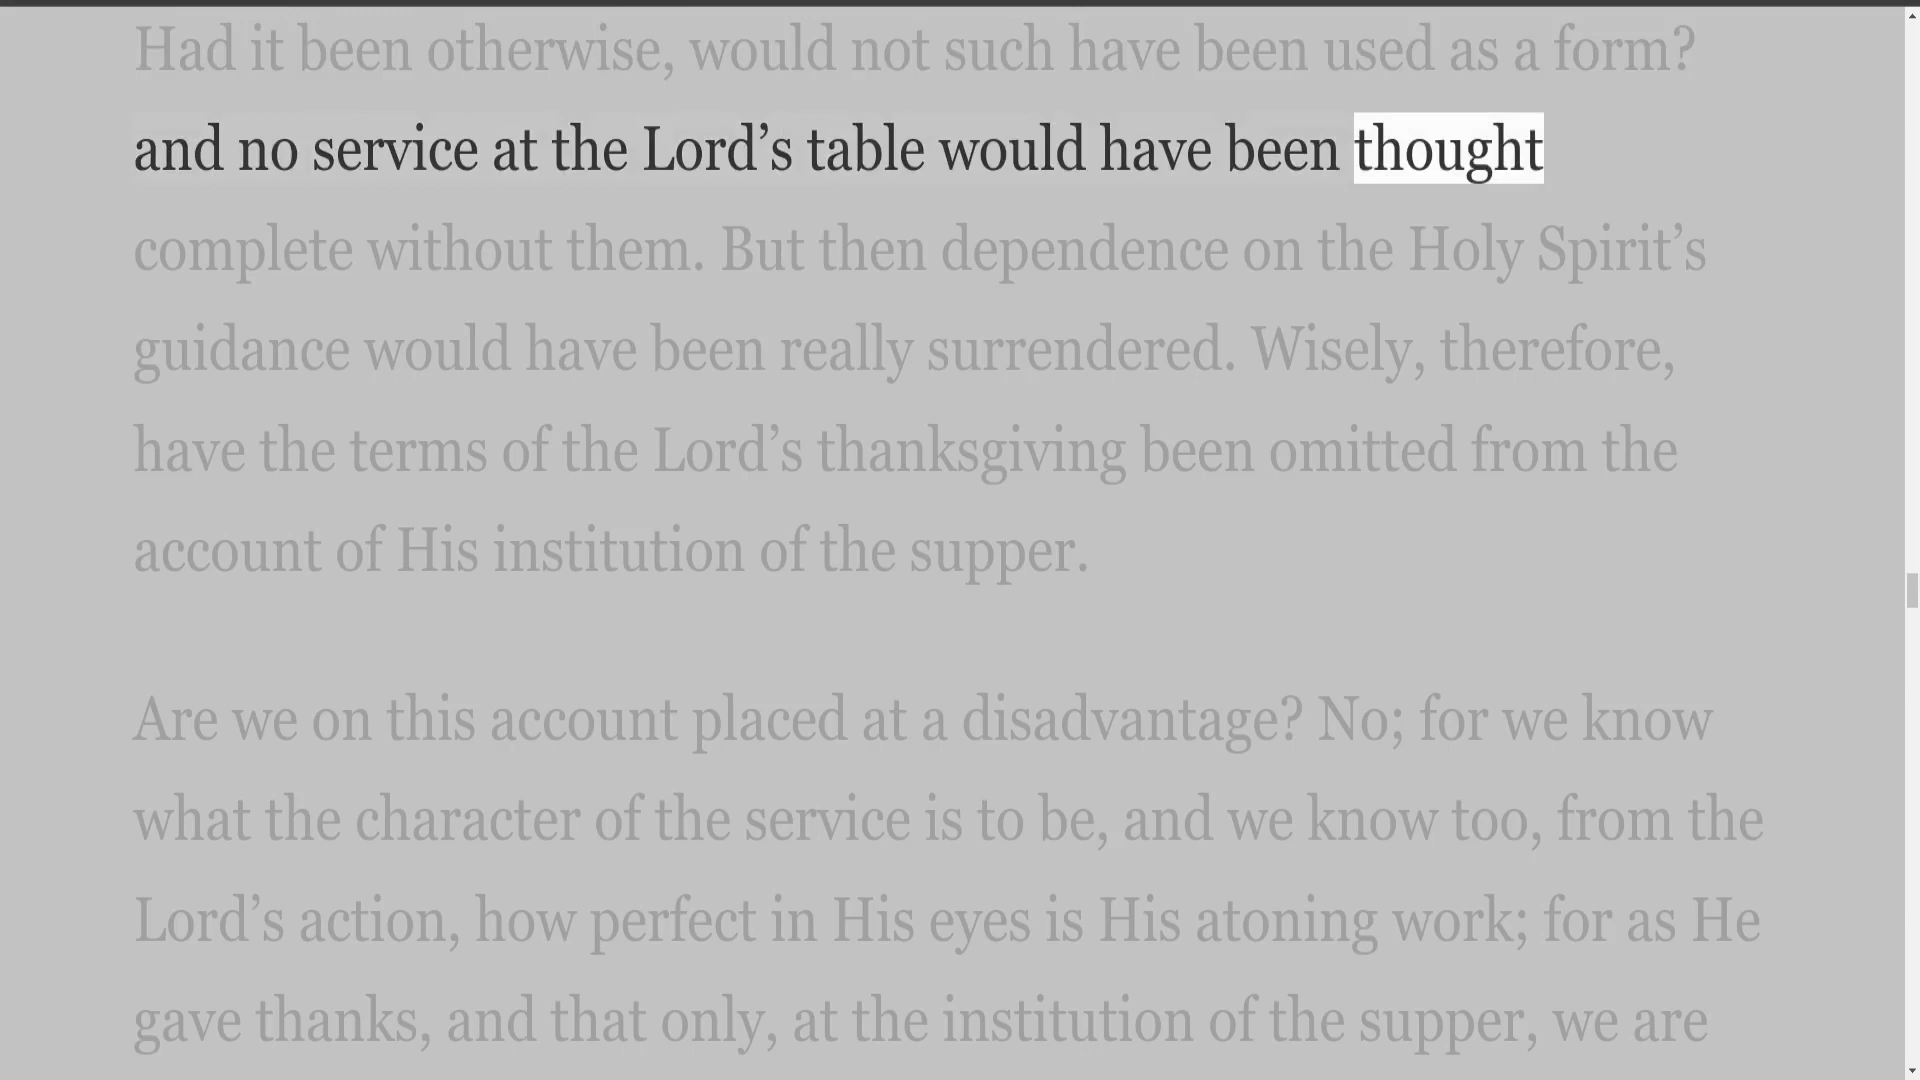 Had it been otherwise, would not such have been used as a form?
and no service at the Lord’s table would have been thought
complete without them. But then dependence on the Holy Spirit’s
guidance would have been really surrendered. Wisely, therefore,
have the terms of the Lord’s thanksgiving been omitted from the
account of His institution of the supper.
Are we on this account placed at a disadvantage? No; for we know
what the character of the service is to be, and we know too, from the
Lord’s action, how perfect in His eyes is His atoning work; for as He
gave thanks, and that only, at the institution of the supper, we are